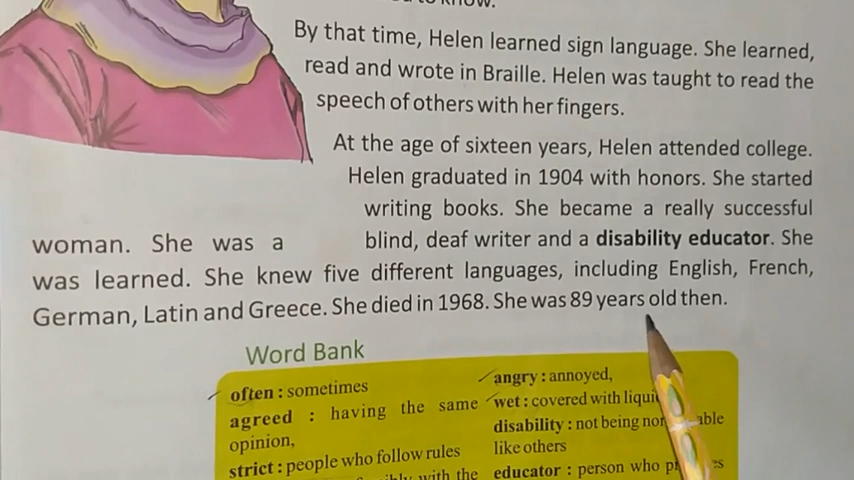 to know.
By that time, Helen learned sign language. She learned,
read and wrote in Braille. Helen was taught to read the
speech of others with her fingers.
At the age of sixteen years, Helen attended college.
Helen graduated in 1904 with honors. She started
writing books. She became a really successful
woman. She was a blind, deaf writer and a disability educator. She
was learned. She knew five different languages, including English, French,
German, Latin and Greece. She died in 1968. She was 89 years old then.
Word Bank
often : sometimes
agreed : having the same
opinion,
strict : people who follow rules
with the
angry : annoyed,
wet : covered with
disability : not being
like others
educator : person who